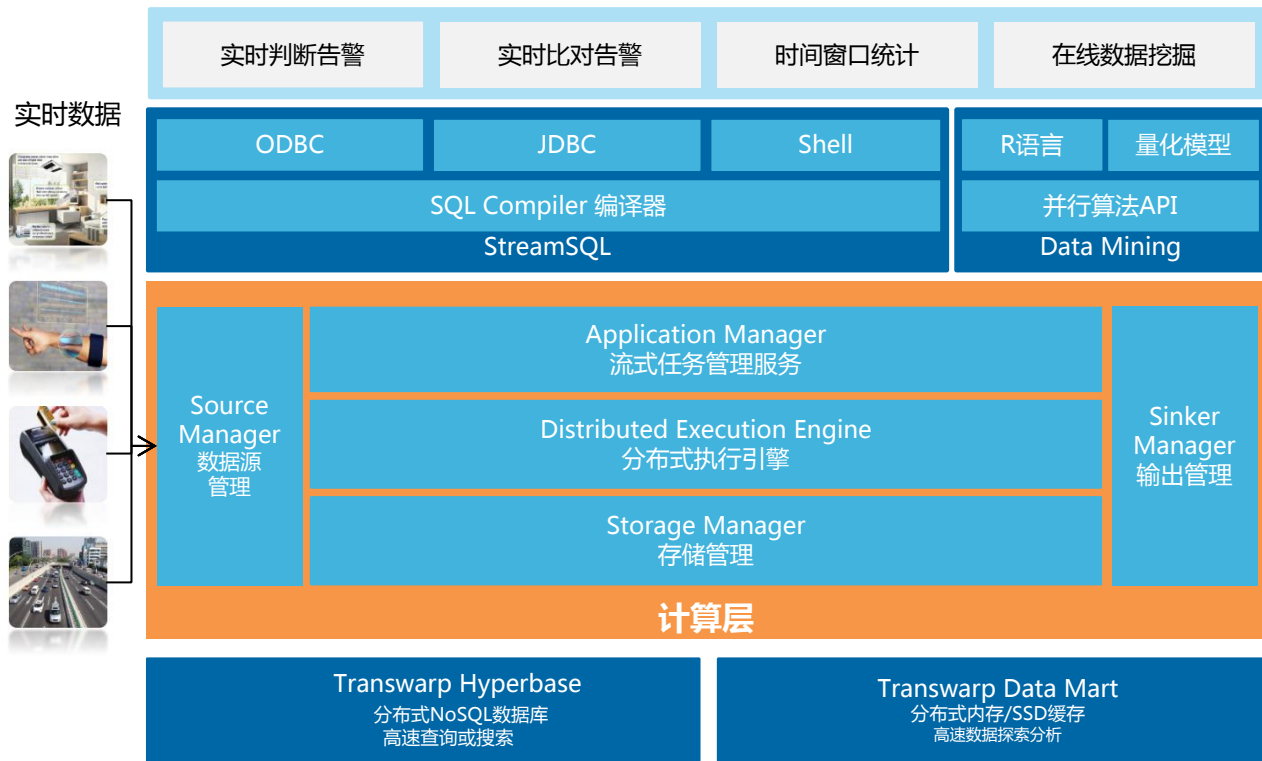 实时判断告警
实时比对告警
时间窗口统计
在线数据挖掘
实时数据
ODBC
JDBC
Shell
R语言
量化模型
SQL Compiler 编译器
并行算法API
StreamSQL
Data Mining
Source
Manager
数据源
管理
Application Manager
流式任务管理服务
Distributed Execution Engine
分布式执行引擎
Storage Manager
存储管理
Sinker
Manager
输出管理
计算层
Transwarp Hyperbase
分布式NoSQL数据库
高速查询或搜索
Transwarp Data Mart
分布式内存/SSD缓存
高速数据探索分析